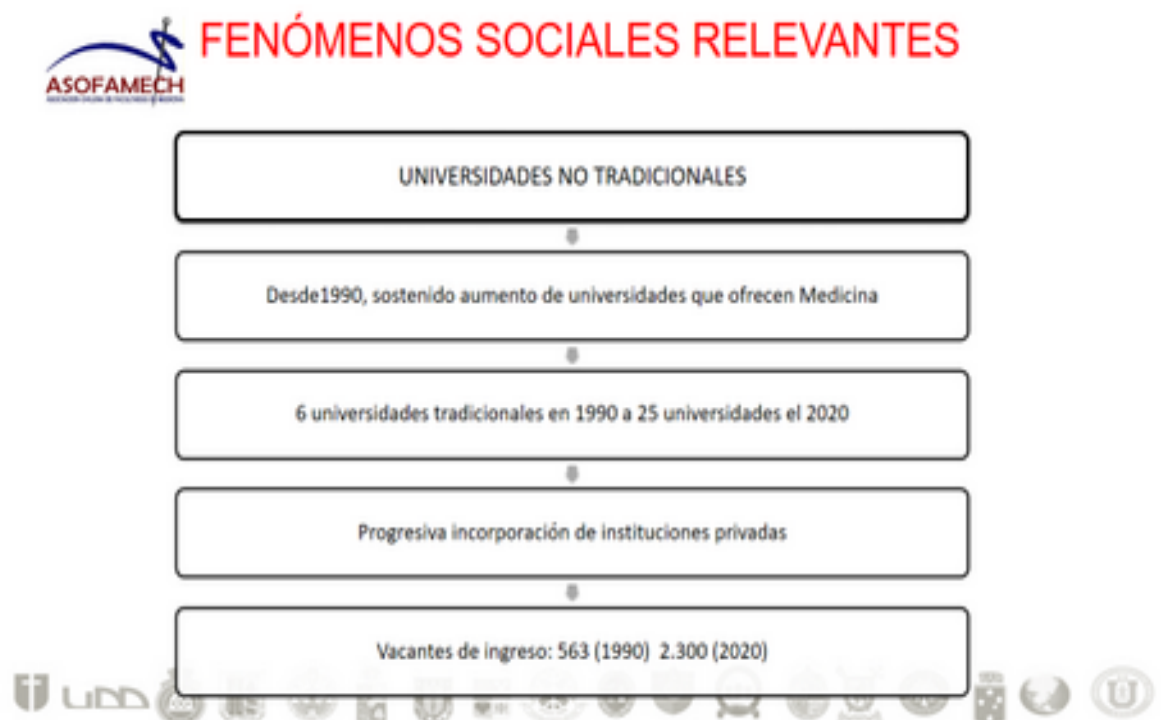 FENÓMENOS SOCIALES RELEVANTES
ASOFAMECH
UNIVERSIDADES NO TRADICIONALES
Desde1990, sostenido aumento de universidades que ofrecen Medicina
6 universidades tradicionales en 1990 a 25 universidades el 2020
Progresiva incorporación de instituciones privadas
Vacantes de ingreso: 563 (1990) 2.300 (2020)
UDD